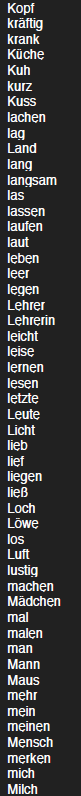 Kopf
kräftig
krank
Küche
Kuh
kurz
Kuss
lachen
lag
Land
lang
langsam
las
lassen
laufen
laut
leben
leer
legen
Lehrer
Lehrerin
leicht
leise
lernen
lesen
letzte
Leute
Licht
lieb
lief
liegen
ließ
Loch
Löwe
los
Luft
lustig
machen
Mädchen
mal
malen
man
Mann
Maus
mehr
mein
meinen
Mensch
merken
mich
Milch